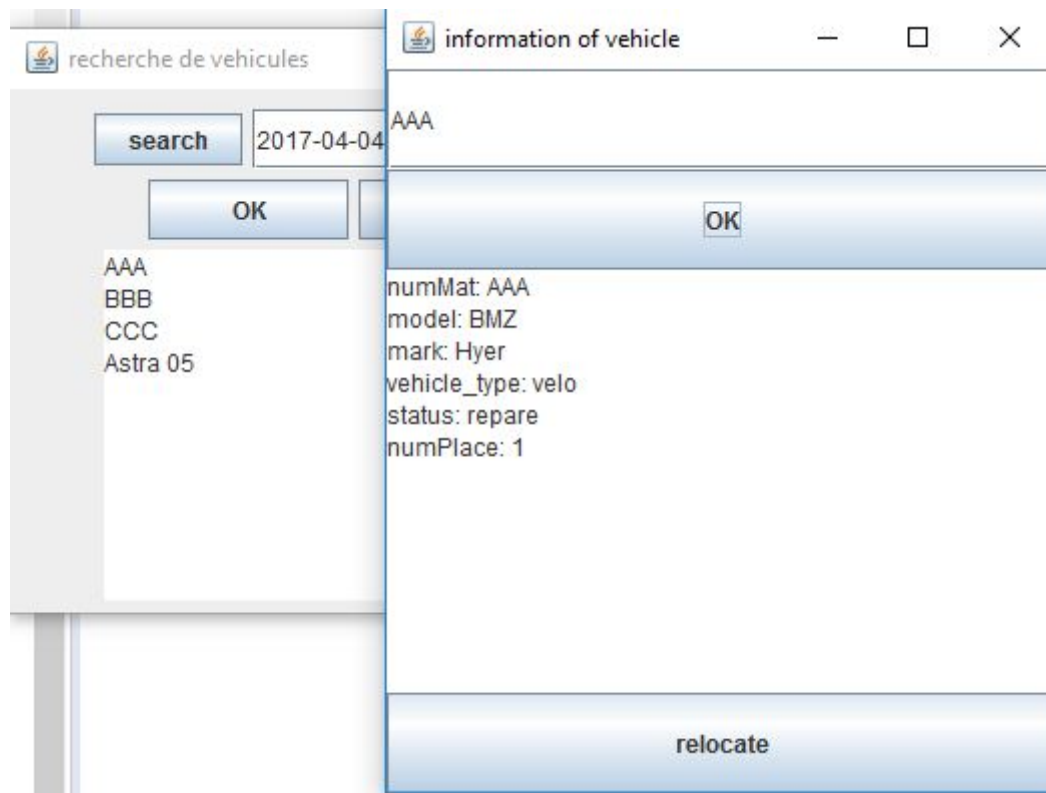 recherche de vehicules
search
2017-04-04
OK
AAA
BBB
CCC
Astra 05
information of vehicle
AAA
OK
numMat: AAA
model: BMZ
mark: Hyer
vehicle_type: velo
status: repare
numPlace: 1
relocate